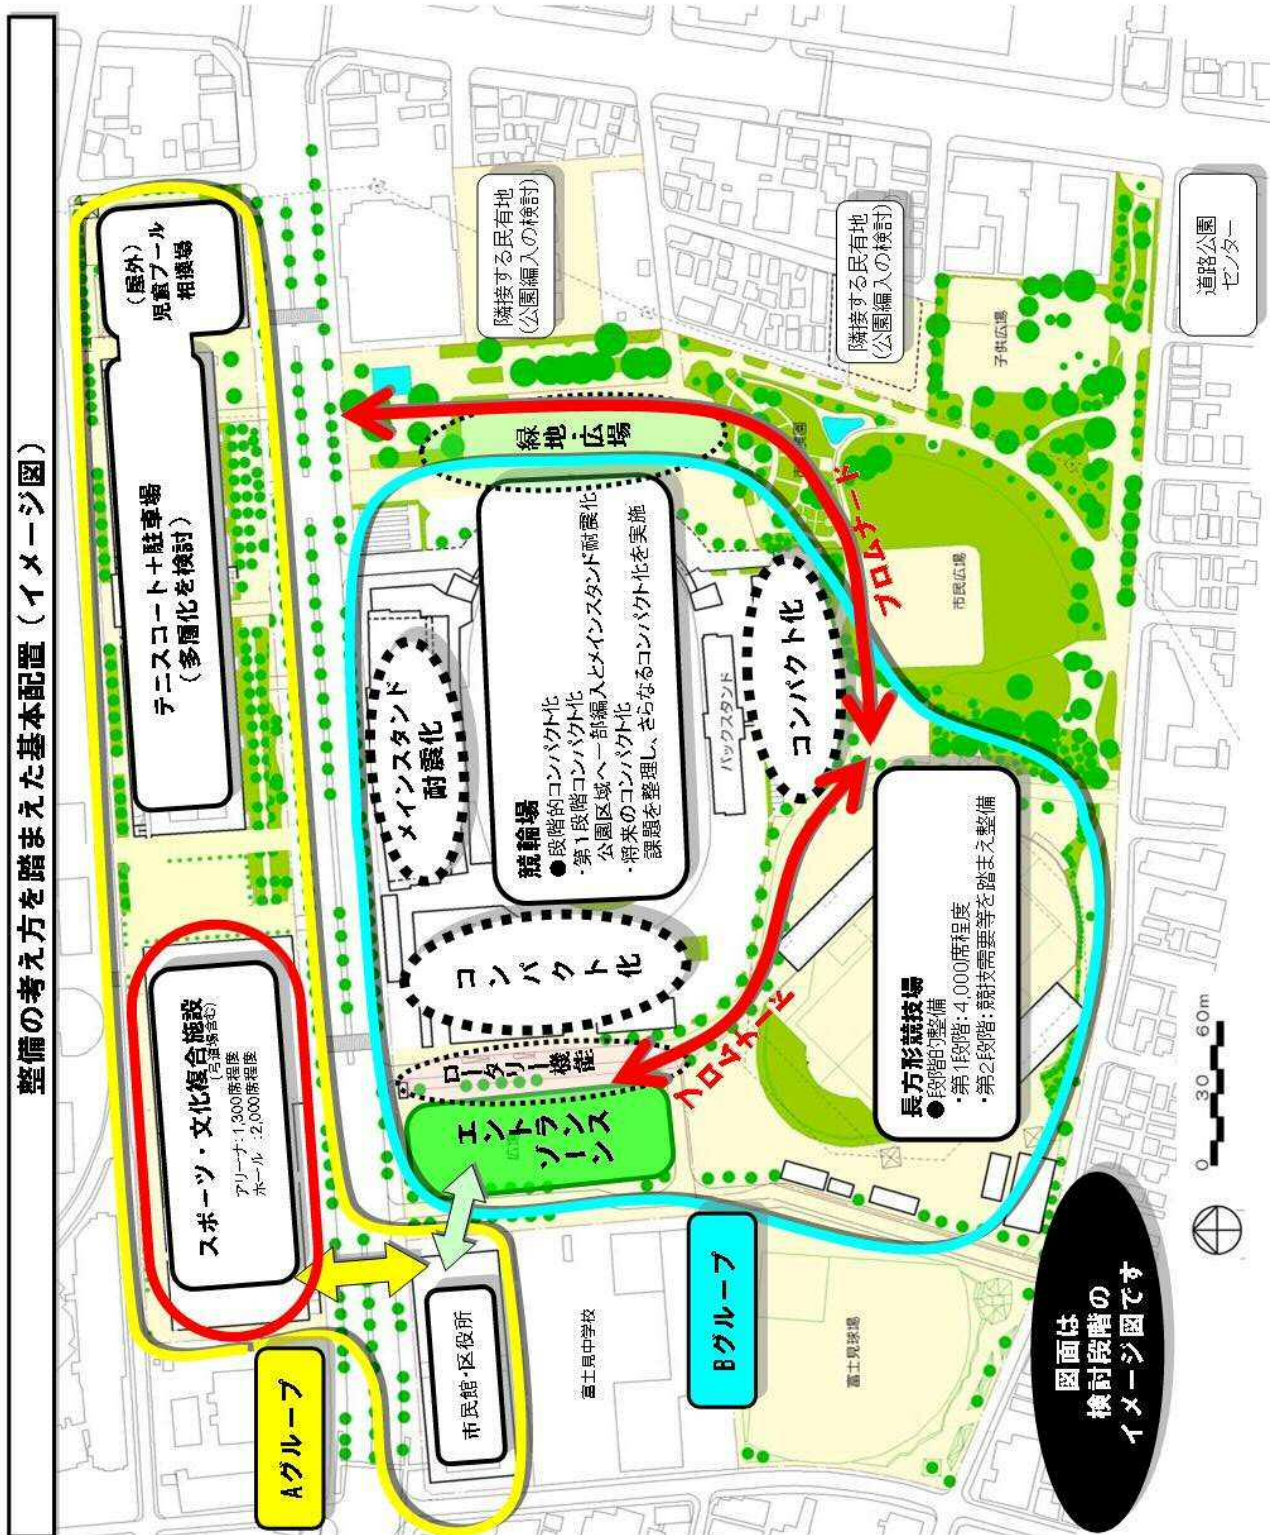 整備の考え方を踏まえた基本配置（イメージ図）
Aグループ
スポーツ・文化複合施設
（弓道場含む）
アリーナ：1,300席程度
ホール：2,000席程度
テニスコート＋駐車場
（多層化を検討）
（屋外）
児童プール
相撲場
市民館・区役所
富士見中学校
Bグループ
富士見球場
エントランス
ゾーン
広場
ロータリー機能
コンパクト化
メインスタンド
耐震化
競輪場
●段階的コンパクト化
・第1段階コンパクト化
公園区域へ一部編入とメインスタンド耐震化
・将来のコンパクト化
課題を整理し、さらなるコンパクト化を実施
バックスタンド
コンパクト化
緑地・広場
プロムナード
プロムナード
長方形競技場
●段階的整備
・第1段階：4,000席程度
・第2段階：競技需要等を踏まえ整備
市民広場
子供広場
隣接する民有地
（公園編入の検討）
隣接する民有地
（公園編入の検討）
道路公園
センター
図面は
検討段階の
イメージ図です
0 30 60m